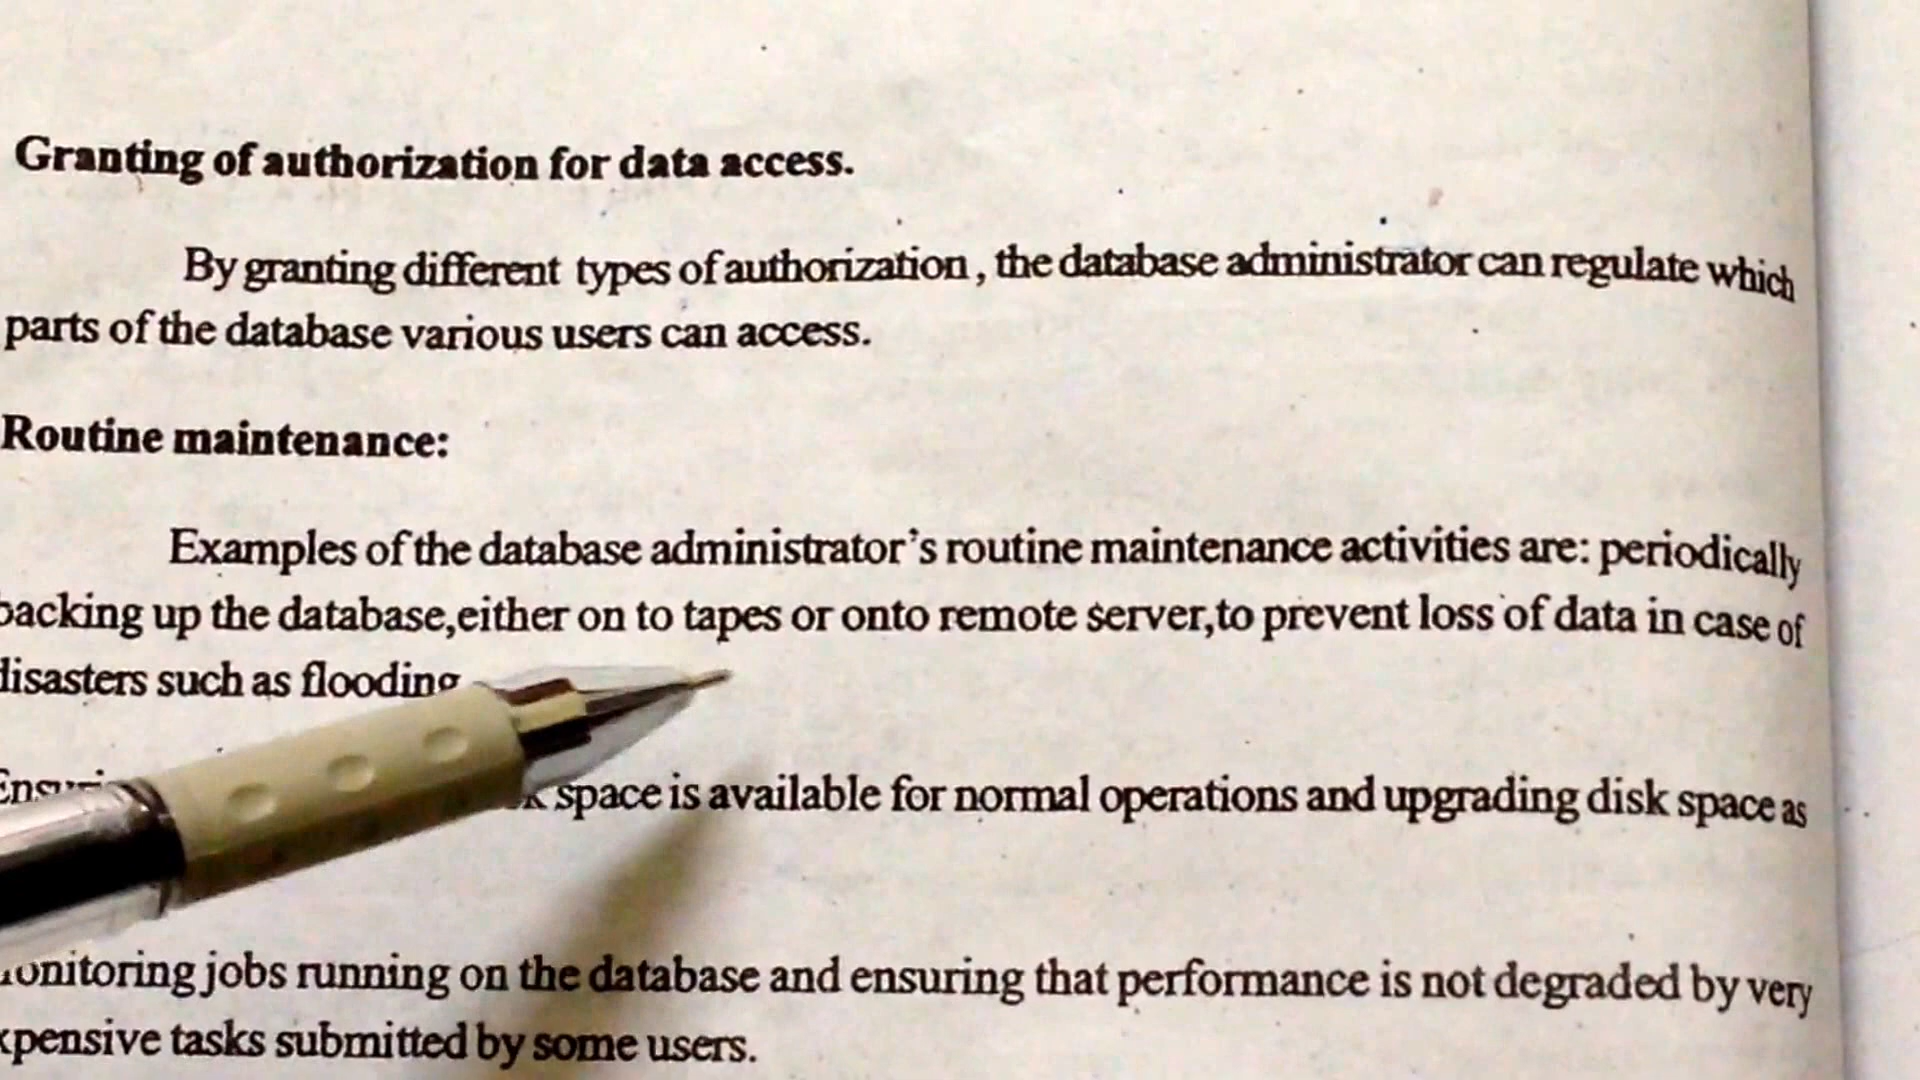 Granting of authorization for data access.
By granting different types of authorization, the database administrator can regulate which
parts of the database various users can access.
Routine maintenance:
Examples of the database administrator's routine maintenance activities are: periodically
backing up the database,either on to tapes or onto remote server,to prevent loss of data in case of
disasters such as flooding
space is available for normal operations and upgrading disk space as
monitoring jobs running on the database and ensuring that performance is not degraded by very
expensive tasks submitted by some users.